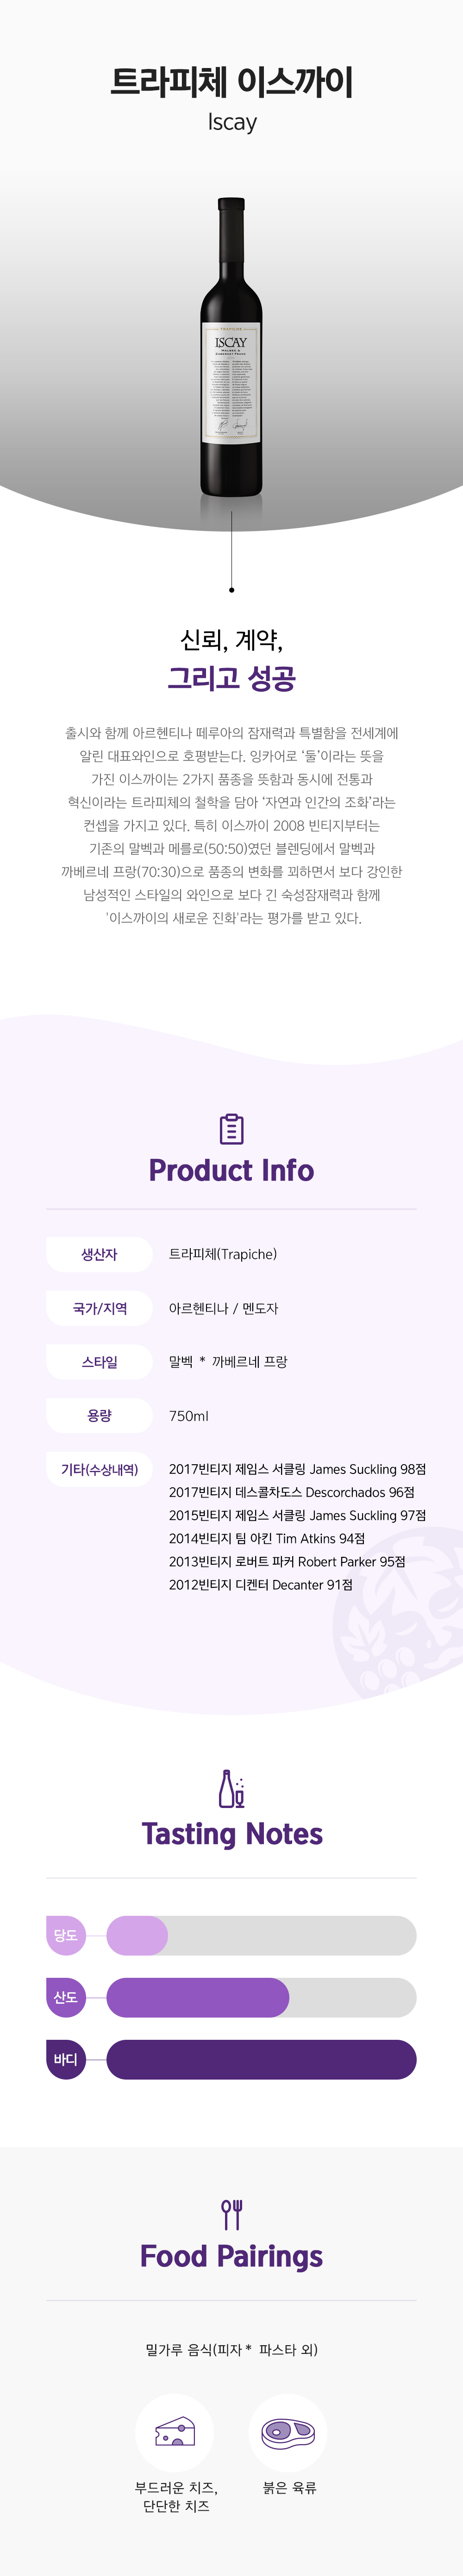 트라피체 이스까이
Iscay
TRAPICHE
ISCAY
MALBEC &
CABERNET FRANC
신뢰, 계약,
그리고 성공
출시와 함께 아르헨티나 떼루아의 잠재력과 특별함을 전세계에
알린 대표와인으로 호평받는다. 잉카어로 ‘둘’이라는 뜻을
가진 이스까이는 2가지 품종을 뜻함과 동시에 전통과
혁신이라는 트라피체의 철학을 담아 ‘자연과 인간의 조화’라는
컨셉을 가지고 있다. 특히 이스까이 2008 빈티지부터는
기존의 말벡과 메를로(50:50)였던 블렌딩에서 말벡과
까베르네 프랑(70:30)으로 품종의 변화를 꾀하면서 보다 강인한
남성적인 스타일의 와인으로 보다 긴 숙성잠재력과 함께
'이스까이의 새로운 진화'라는 평가를 받고 있다.
Product Info
생산자 트라피체(Trapiche)
국가/지역 아르헨티나 / 멘도자
스타일 말벡 * 까베르네 프랑
용량 750ml
기타(수상내역) 2017빈티지 제임스 서클링 James Suckling 98점
2017빈티지 데스콜차도스 Descorchados 96점
2015빈티지 제임스 서클링 James Suckling 97점
2014빈티지 팀 아킨 Tim Atkins 94점
2013빈티지 로버트 파커 Robert Parker 95점
2012빈티지 디켄터 Decanter 91점
Tasting Notes
당도
산도
바디
Food Pairings
밀가루 음식(피자* 파스타 외)
부드러운 치즈,
단단한 치즈
붉은 육류